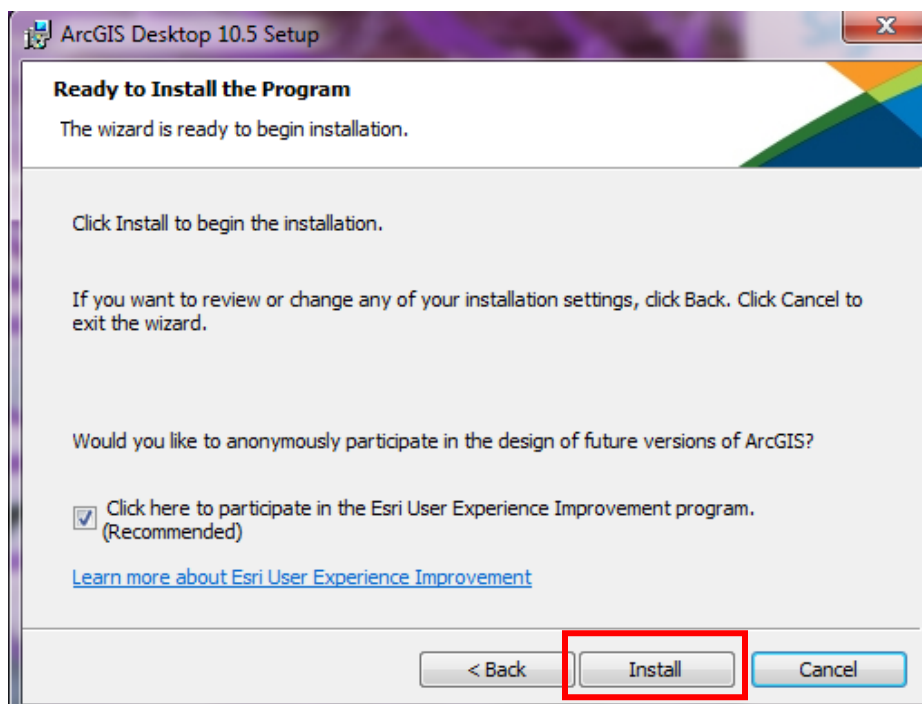 ArcGIS Desktop 10.5 Setup
Ready to Install the Program
The wizard is ready to begin installation.
Click Install to begin the installation.
If you want to review or change any of your installation settings, click Back. Click Cancel to
exit the wizard.
Would you like to anonymously participate in the design of future versions of ArcGIS?
Click here to participate in the Esri User Experience Improvement program.
(Recommended)
Learn more about Esri User Experience Improvement
< Back Install Cancel